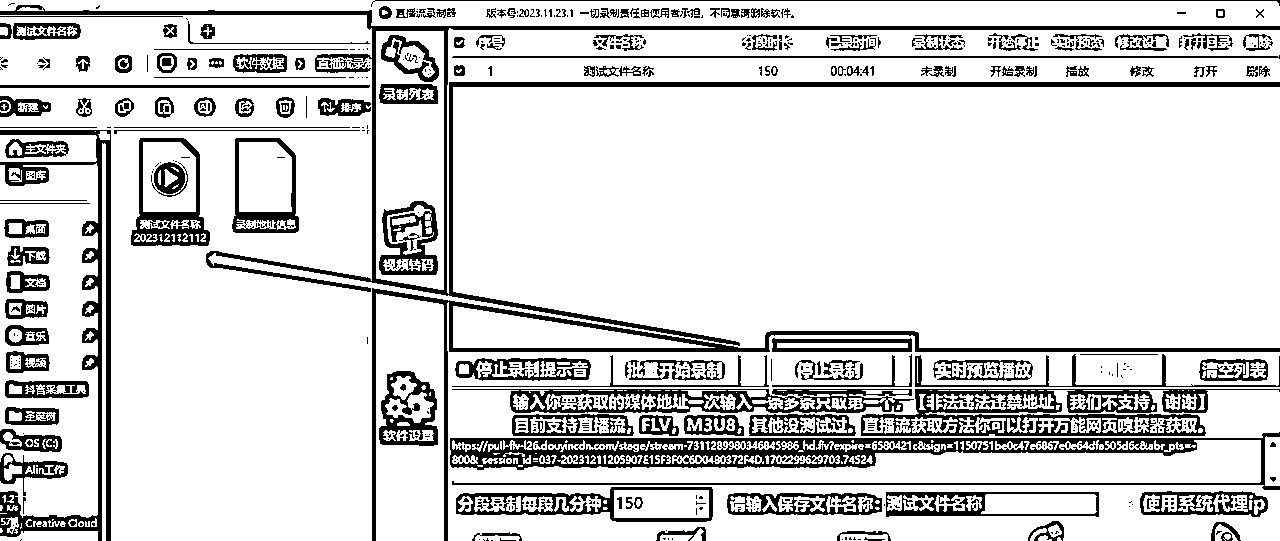 测试文件名称
软件数据
直播流录制
新建
排序
主文件夹
图库
桌面
下载
文档
图片
音乐
视频
抖音采集工具
OS (C:)
Alin工作
Creative Cloud
测试文件名称
202312112112
录制地址信息
直播流录制器 版本号:2023.11.23.1 一切录制责任由使用者承担，不同意请删除软件。
录制列表
视频转码
软件设置
序号 文件名称 分段时长 已录时间 录制状态 开始停止 实时预览 修改设置 打开目录 删除
1 测试文件名称 150 00:04:41 未录制 开始录制 播放 修改 打开 删除
停止录制提示音 批量开始录制 停止录制 实时预览播放 清空列表
输入你要获取的媒体地址一次输入一条多条只取第一个，【非法违法违禁地址，我们不支持，谢谢】
目前支持直播流，FLV，M3U8，其他没测试过。直播流获取方法你可以打开万能网页嗅探器获取。
https://pull-flv-l26.douyincdn.com/stage/stream-7311289980346845986_hd.flv?expire=6580421c&sign=1150751be0c47e6867e0e64dfa505d6c&abr_pts=-
800&_session_id=037-20231211205907E15F3F0C6D0480372F4D.1702299629703.74524
分段录制每段几分钟: 150 请输入保存文件名称: 测试文件名称 使用系统代理ip